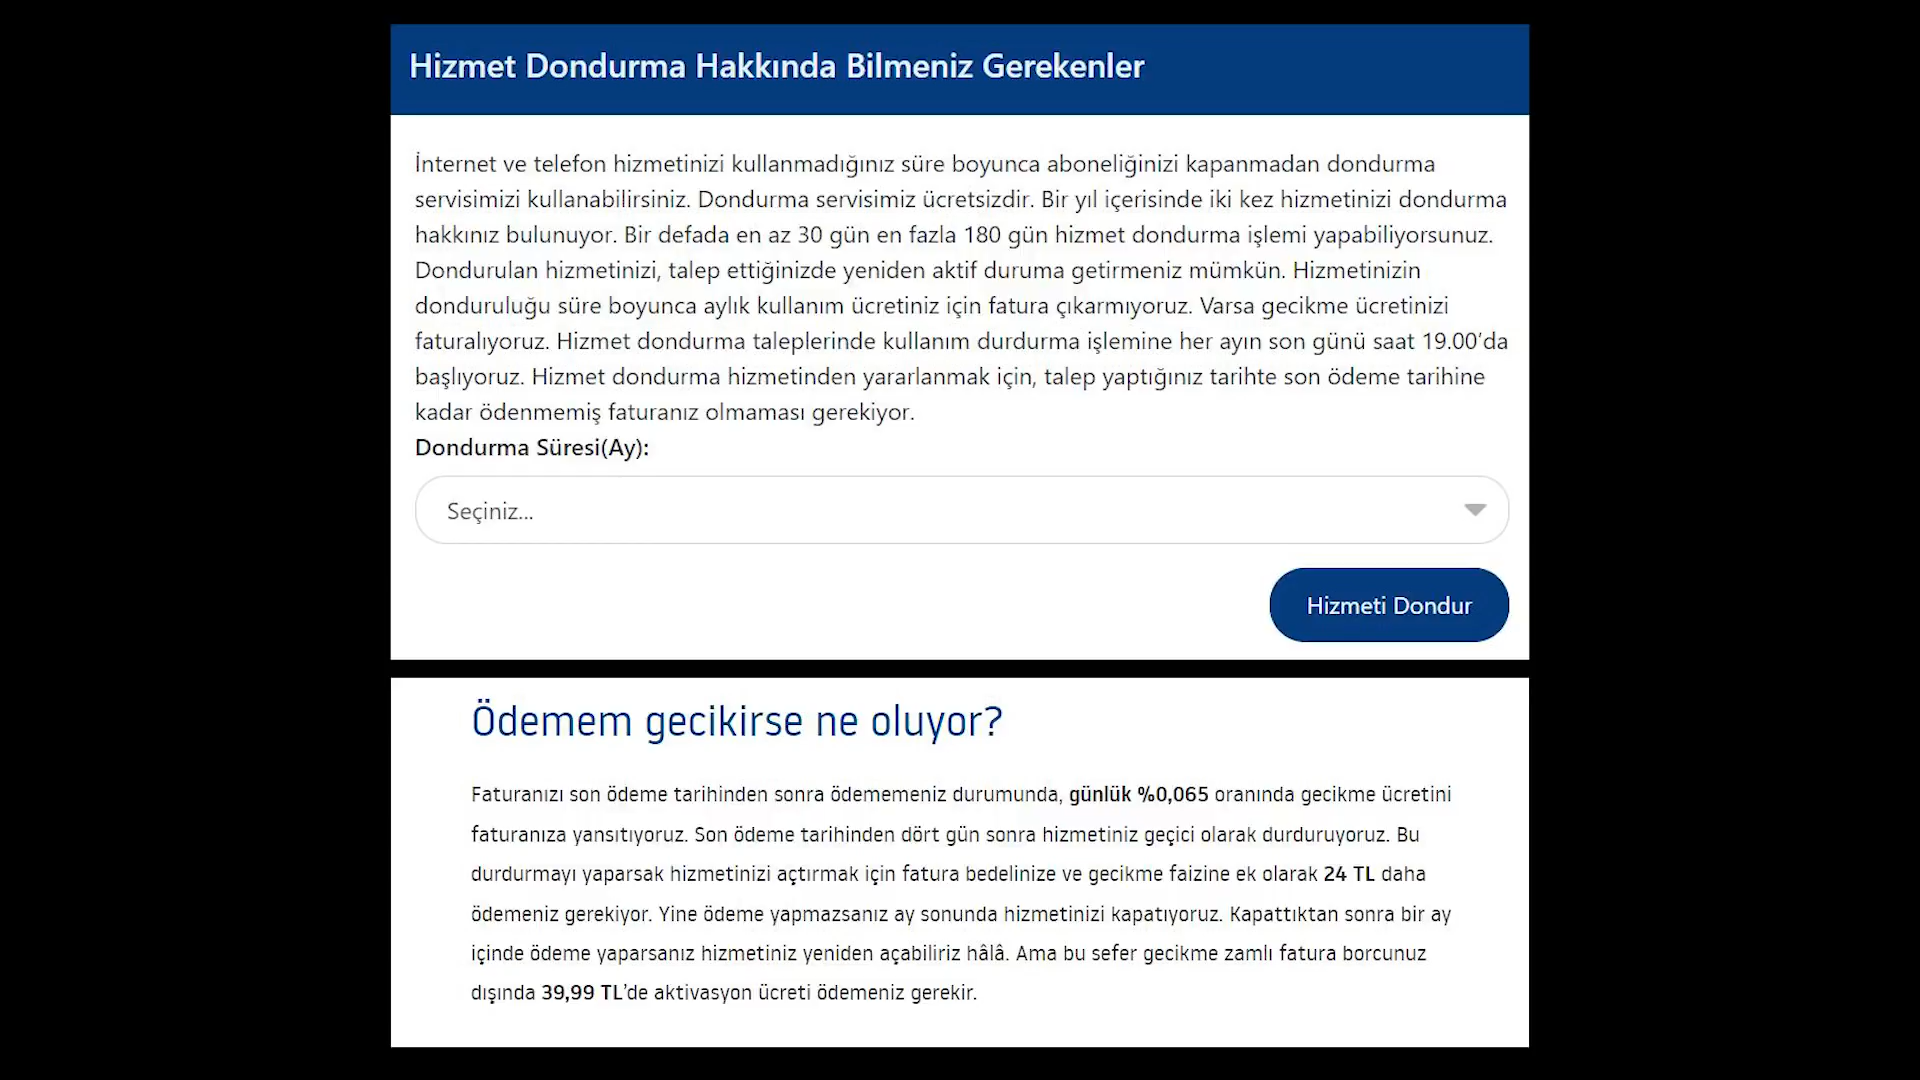 Hizmet Dondurma Hakkında Bilmeniz Gerekenler
İnternet ve telefon hizmetinizi kullanmadığınız süre boyunca aboneliğinizi kapanmadan dondurma
servisimizi kullanabilirsiniz. Dondurma servisimiz ücretsizdir. Bir yıl içerisinde iki kez hizmetinizi dondurma
hakkınız bulunuyor. Bir defada en az 30 gün en fazla 180 gün hizmet dondurma işlemi yapabiliyorsunuz.
Dondurulan hizmetinizi, talep ettiğinizde yeniden aktif duruma getirmeniz mümkün. Hizmetinizin
donduruluğu süre boyunca aylık kullanım ücretiniz için fatura çıkarmıyoruz. Varsa gecikme ücretinizi
faturalıyoruz. Hizmet dondurma taleplerinde kullanım durdurma işlemine her ayın son günü saat 19.00’da
başlıyoruz. Hizmet dondurma hizmetinden yararlanmak için, talep yaptığınız tarihte son ödeme tarihine
kadar ödenmemiş faturanız olmaması gerekiyor.
Dondurma Süresi(Ay):
Seçiniz...
Hizmeti Dondur
Ödemem gecikirse ne oluyor?
Faturanızı son ödeme tarihinden sonra ödememeniz durumunda, günlük %0,065 oranında gecikme ücretini
faturanıza yansıtıyoruz. Son ödeme tarihinden dört gün sonra hizmetiniz geçici olarak durduruyoruz. Bu
durdurmayı yaparsak hizmetinizi açtırmak için fatura bedelinize ve gecikme faizine ek olarak 24 TL daha
ödemeniz gerekiyor. Yine ödeme yapmazsanız ay sonunda hizmetinizi kapatıyoruz. Kapattıktan sonra bir ay
içinde ödeme yaparsanız hizmetiniz yeniden açabiliriz hâlâ. Ama bu sefer gecikme zamlı fatura borcunuz
dışında 39,99 TL’de aktivasyon ücreti ödemeniz gerekir.